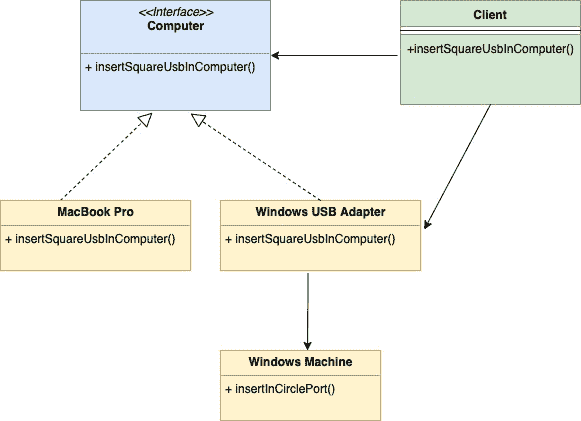 <<Interface>>
Computer
+ insertSquareUsbInComputer()
Client
+insertSquareUsbInComputer()
MacBook Pro
+ insertSquareUsbInComputer()
Windows USB Adapter
+ insertSquareUsbInComputer()
Windows Machine
+ insertInCirclePort()